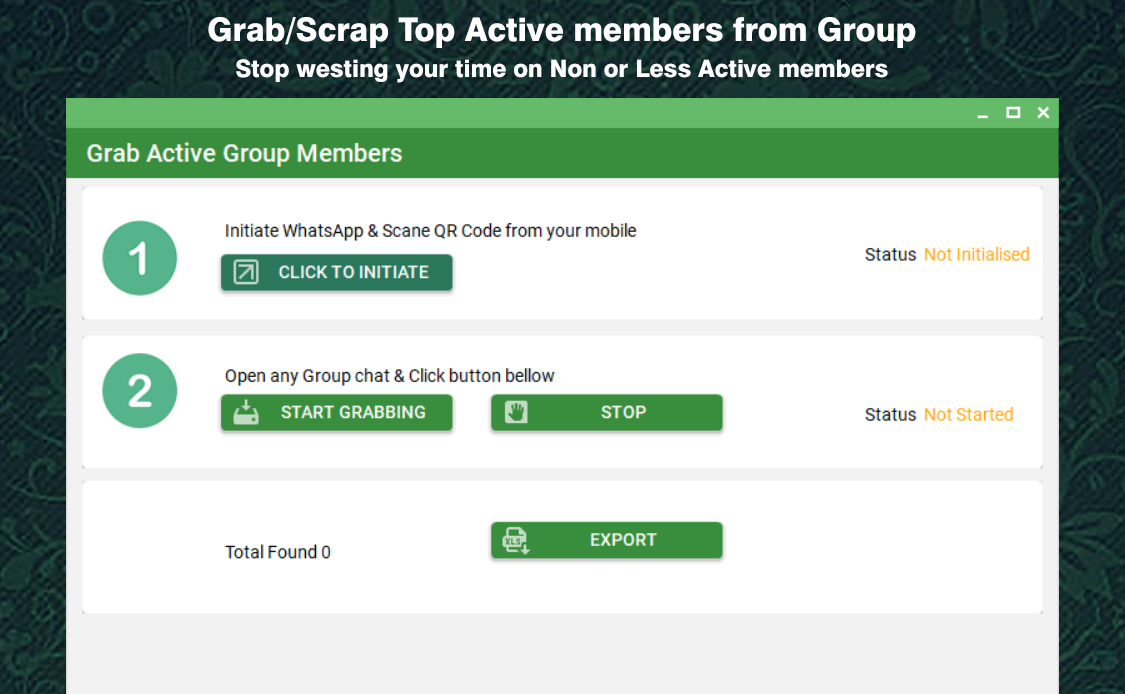 Grab/Scrap Top Active members from Group
Stop westing your time on Non or Less Active members
Grab Active Group Members
1
Initiate WhatsApp & Scane QR Code from your mobile
CLICK TO INITIATE
Status Not Initialised
2
Open any Group chat & Click button bellow
START GRABBING
STOP
Status Not Started
Total Found 0
XLS
EXPORT